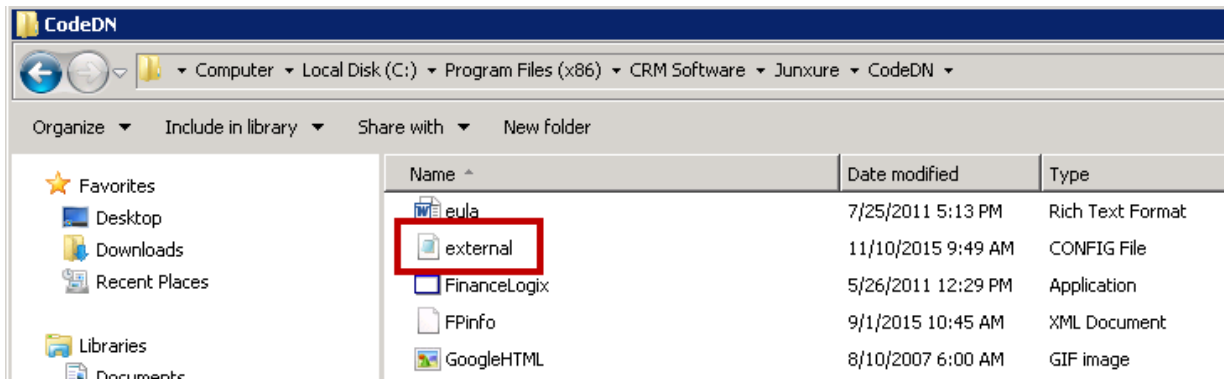 CodeDN
Computer Local Disk (C:) Program Files (x86) CRM Software Junxure CodeDN
Organize Include in library Share with New folder
Favorites
Desktop
Downloads
Recent Places
Libraries
Documents
Name Date modified Type
eula 7/25/2011 5:13 PM Rich Text Format
external 11/10/2015 9:49 AM CONFIG File
FinanceLogix 5/26/2011 12:29 PM Application
FPinfo 9/1/2015 10:45 AM XML Document
GoogleHTML 8/10/2007 6:00 AM GIF image